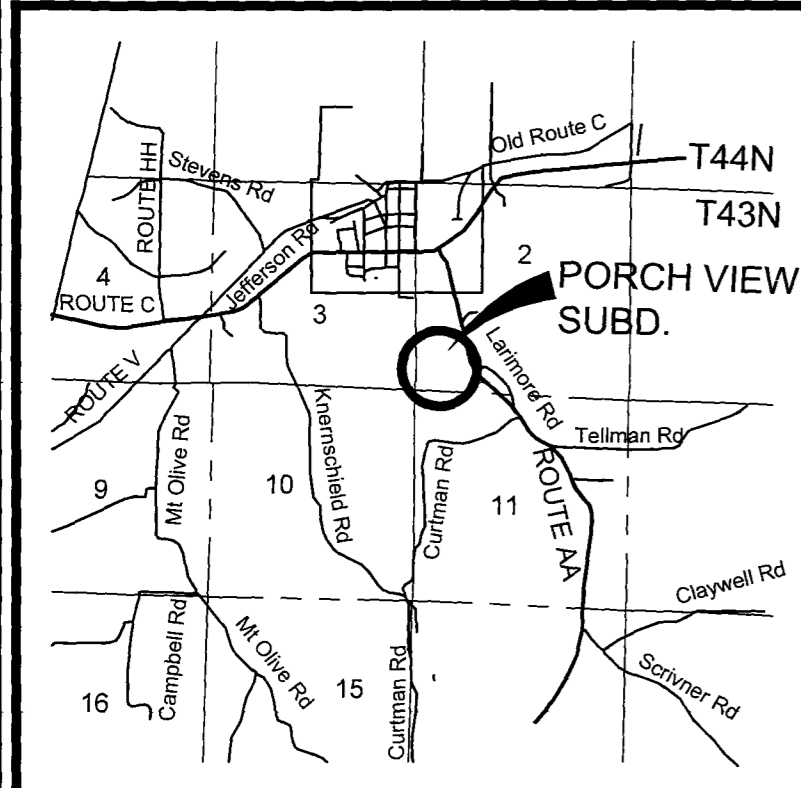 Old Route C
T44N
T43N
ROUTE HH
Stevens Rd
Jefferson Rd
2
4
ROUTE C
3
PORCH VIEW
SUBD.
ROUTE V
Larimore Rd
Mt Olive Rd
Knernschield Rd
Tellman Rd
Curtman Rd
9
10
11
ROUTE AA
Claywell Rd
Campbell Rd
Mt Olive Rd
Scrivner Rd
15
16
Curtman Rd